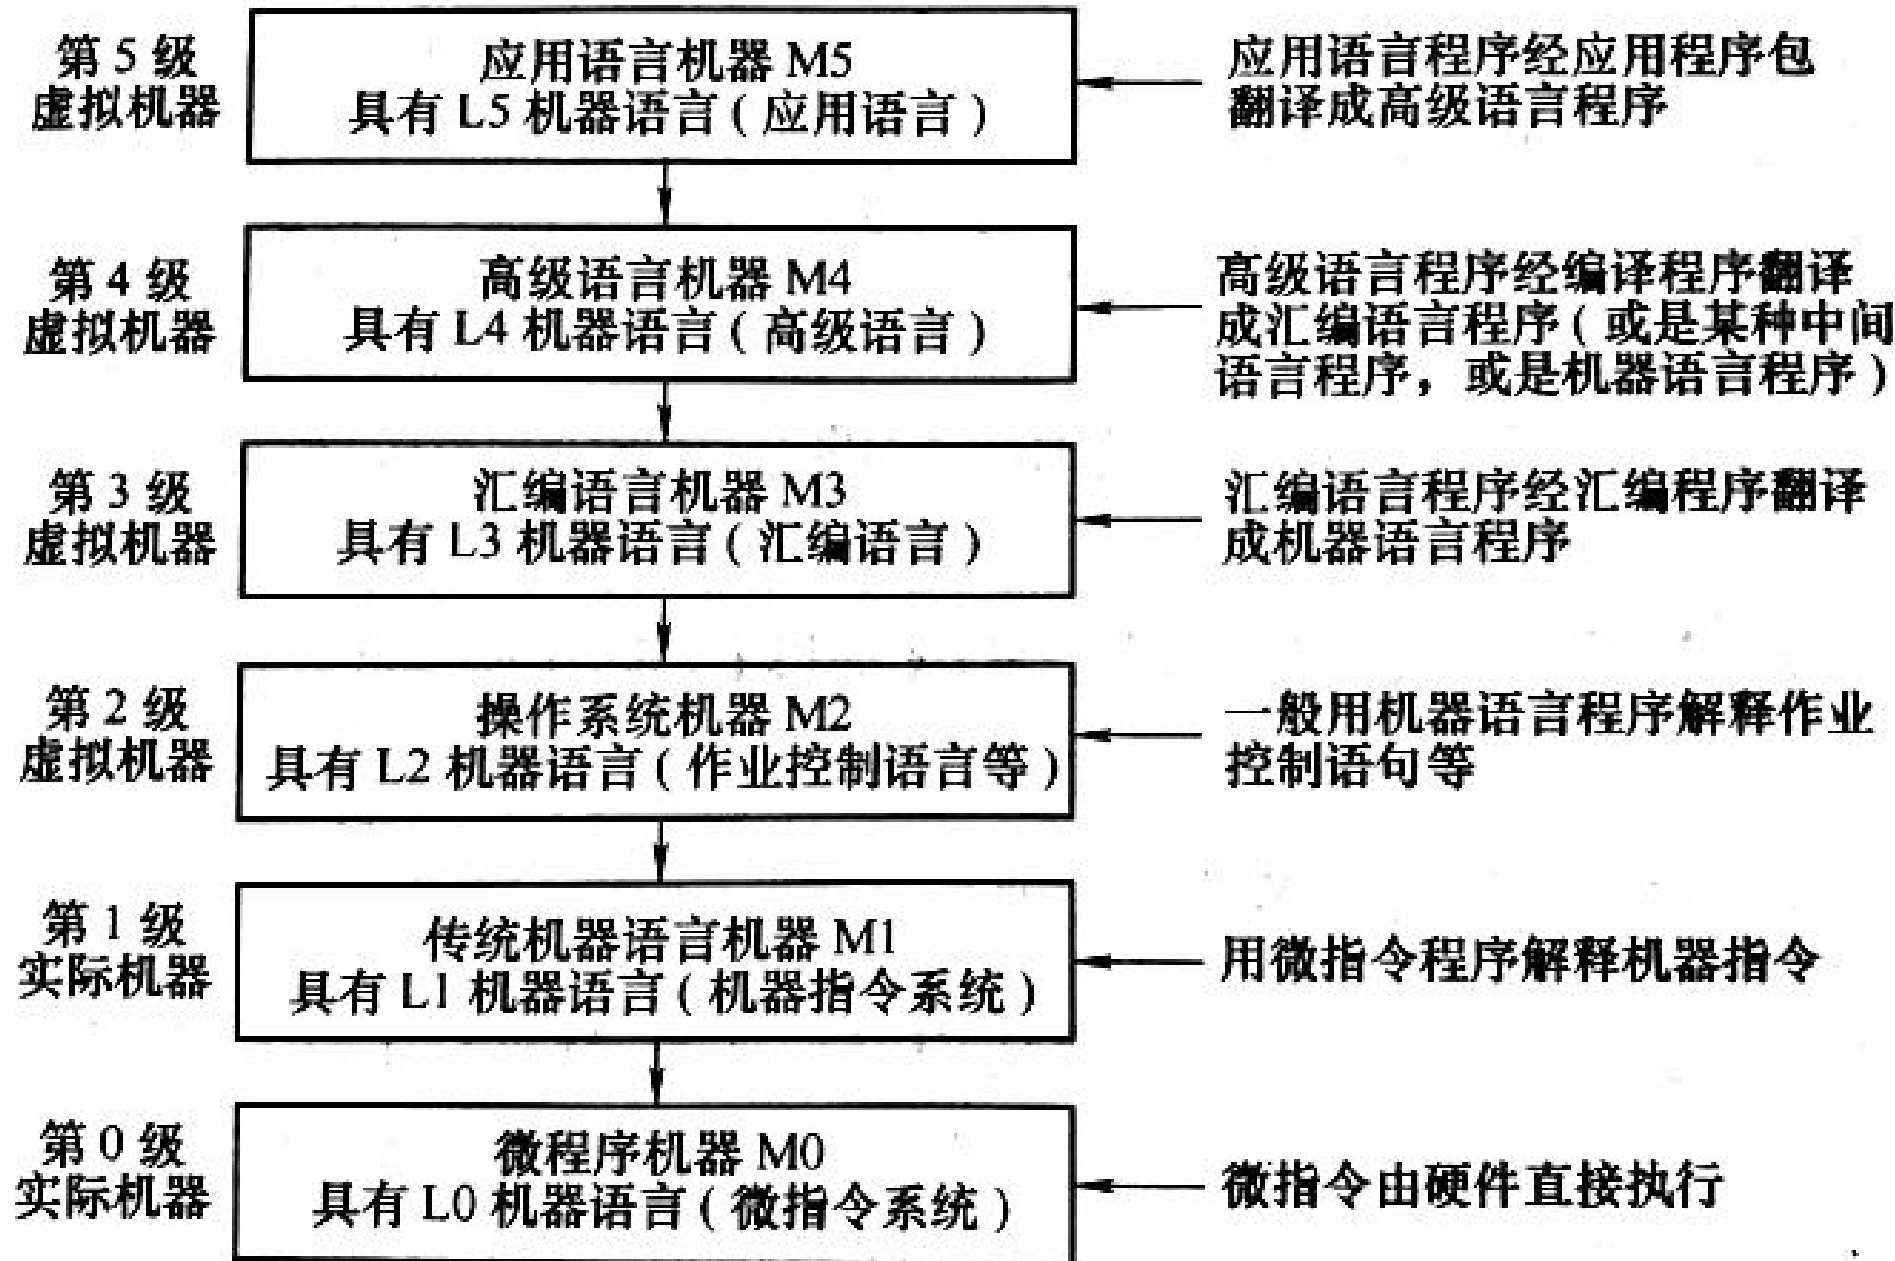 第 5 级
虚拟机器
应用语言机器 M5
具有 L5 机器语言 ( 应用语言 )
应用语言程序经应用程序包
翻译成高级语言程序
第 4 级
虚拟机器
高级语言机器 M4
具有 L4 机器语言 ( 高级语言 )
高级语言程序经编译程序翻译
成汇编语言程序 ( 或是某种中间
语言程序，或是机器语言程序 )
第 3 级
虚拟机器
汇编语言机器 M3
具有 L3 机器语言 ( 汇编语言 )
汇编语言程序经汇编程序翻译
成机器语言程序
第 2 级
虚拟机器
操作系统机器 M2
具有 L2 机器语言 ( 作业控制语言等 )
一般用机器语言程序解释作业
控制语句等
第 1 级
实际机器
传统机器语言机器 M1
具有 L1 机器语言 ( 机器指令系统 )
用微指令程序解释机器指令
第 0 级
实际机器
微程序机器 M0
具有 L0 机器语言 ( 微指令系统 )
微指令由硬件直接执行